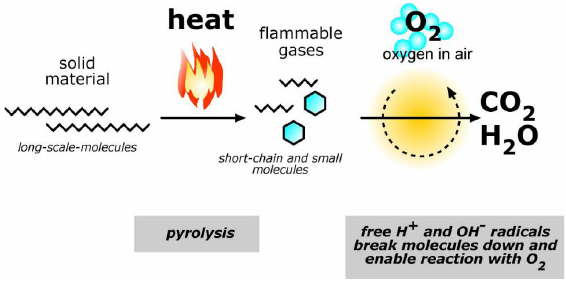 solid
material
long-scale-molecules
heat
flammable
gases
short-chain and small
molecules
O₂
oxygen in air
CO₂
H₂O
pyrolysis
free H⁺ and OH⁻ radicals
break molecules down and
enable reaction with O₂